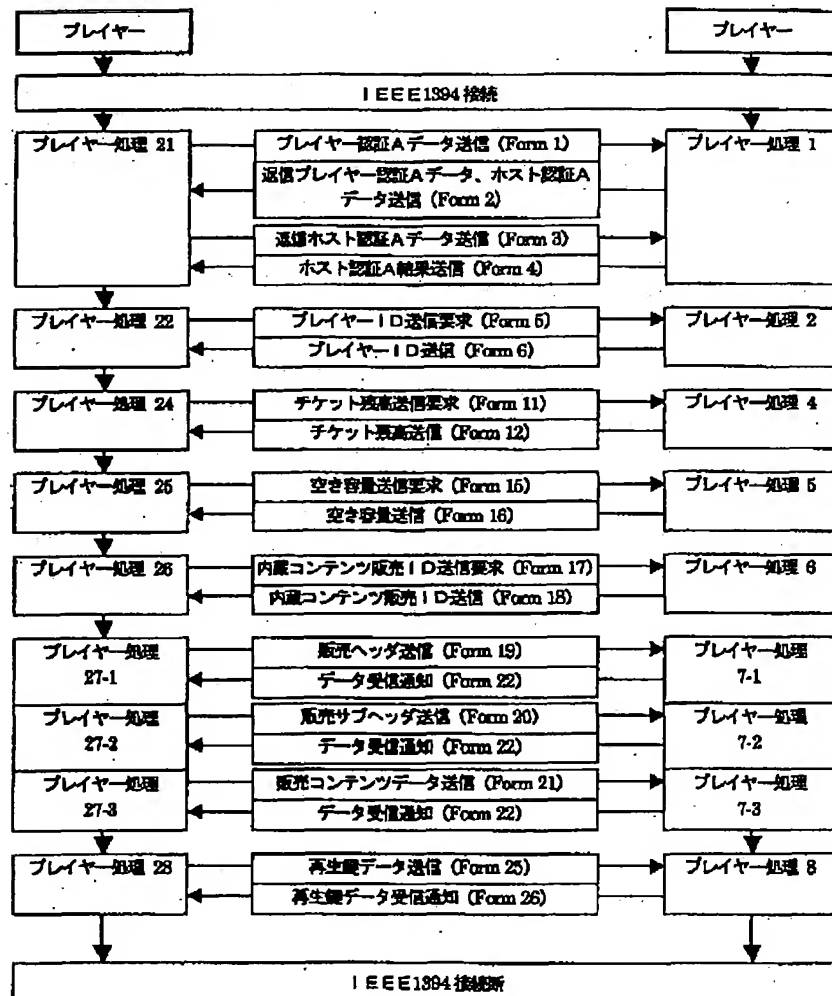 プレイヤー
プレイヤー
IEEE1394 接続
プレイヤー処理 21
プレイヤー認証Aデータ送信 (Form 1)
プレイヤー処理 1
返信プレイヤー認証Aデータ、ホスト認証A
データ送信 (Form 2)
返信ホスト認証Aデータ送信 (Form 3)
ホスト認証A結果送信 (Form 4)
プレイヤー処理 22
プレイヤーID送信要求 (Form 5)
プレイヤー処理 2
プレイヤーID送信 (Form 6)
プレイヤー処理 24
チケット残高送信要求 (Form 11)
プレイヤー処理 4
チケット残高送信 (Form 12)
プレイヤー処理 25
空き容量送信要求 (Form 15)
プレイヤー処理 5
空き容量送信 (Form 16)
プレイヤー処理 26
内蔵コンテンツ販売ID送信要求 (Form 17)
プレイヤー処理 6
内蔵コンテンツ販売ID送信 (Form 18)
プレイヤー処理
27-1
販売ヘッダ送信 (Form 19)
データ受信通知 (Form 22)
プレイヤー処理
7-1
プレイヤー処理
27-2
販売サブヘッダ送信 (Form 20)
データ受信通知 (Form 22)
プレイヤー処理
7-2
プレイヤー処理
27-3
販売コンテンツデータ送信 (Form 21)
データ受信通知 (Form 22)
プレイヤー処理
7-3
プレイヤー処理 28
再生鍵データ送信 (Form 25)
プレイヤー処理 8
再生鍵データ受信通知 (Form 26)
IEEE1394 接続断